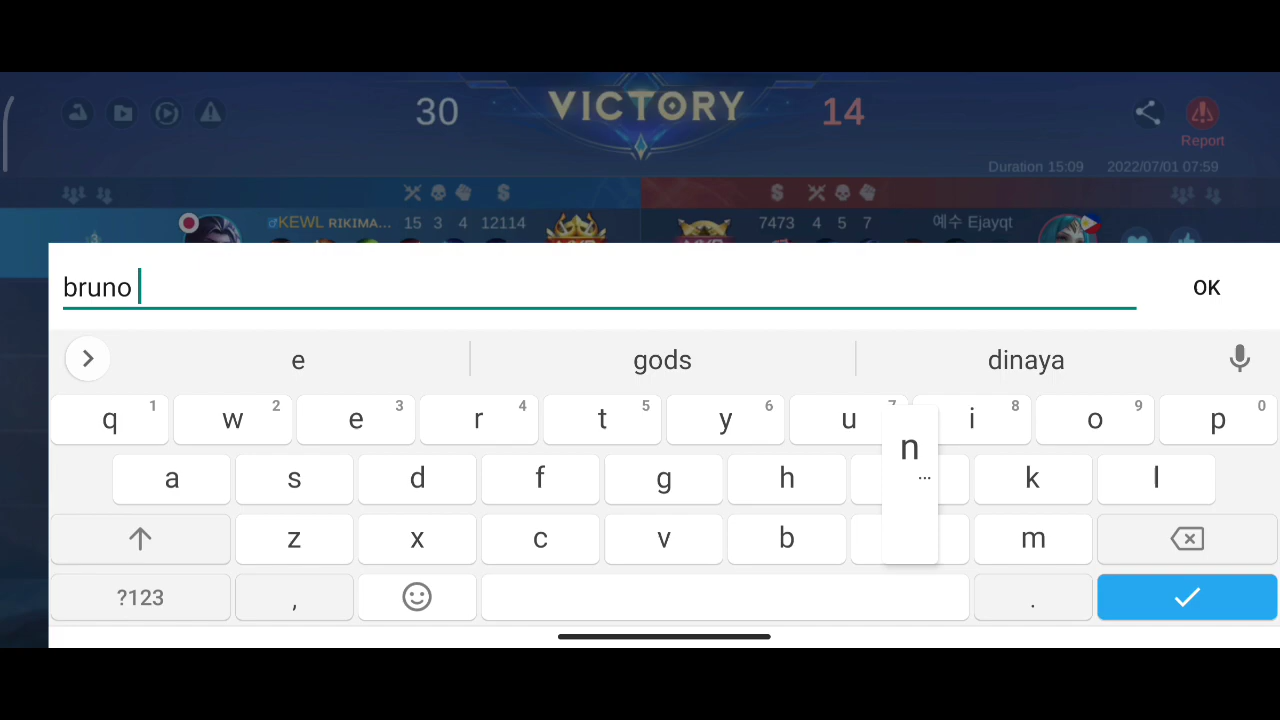 30 VICTORY 14
Report
Duration 15:09 2022/07/01 07:59
KEWL RIKIMA... 15 3 4 12114 7473 4 5 7 예수 Ejayqt
bruno OK
e gods dinaya
q 1 w 2 e 3 r 4 t 5 y 6 u 7 i 8 o 9 p 0
n
...
a s d f g h k l
z x c v b m
?123 , .